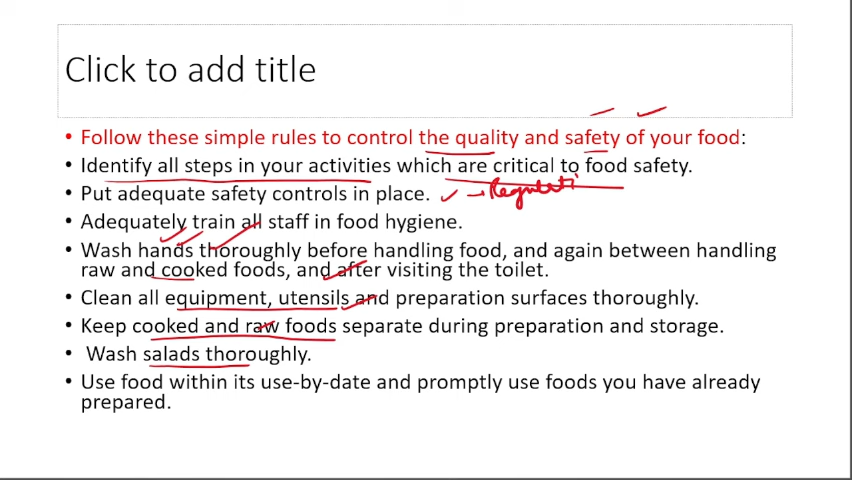 Click to add title
• Follow these simple rules to control the quality and safety of your food:
• Identify all steps in your activities which are critical to food safety.
• Put adequate safety controls in place.
• Adequately train all staff in food hygiene.
• Wash hands thoroughly before handling food, and again between handling
raw and cooked foods, and after visiting the toilet.
• Clean all equipment, utensils and preparation surfaces thoroughly.
• Keep cooked and raw foods separate during preparation and storage.
• Wash salads thoroughly.
• Use food within its use-by-date and promptly use foods you have already
prepared.